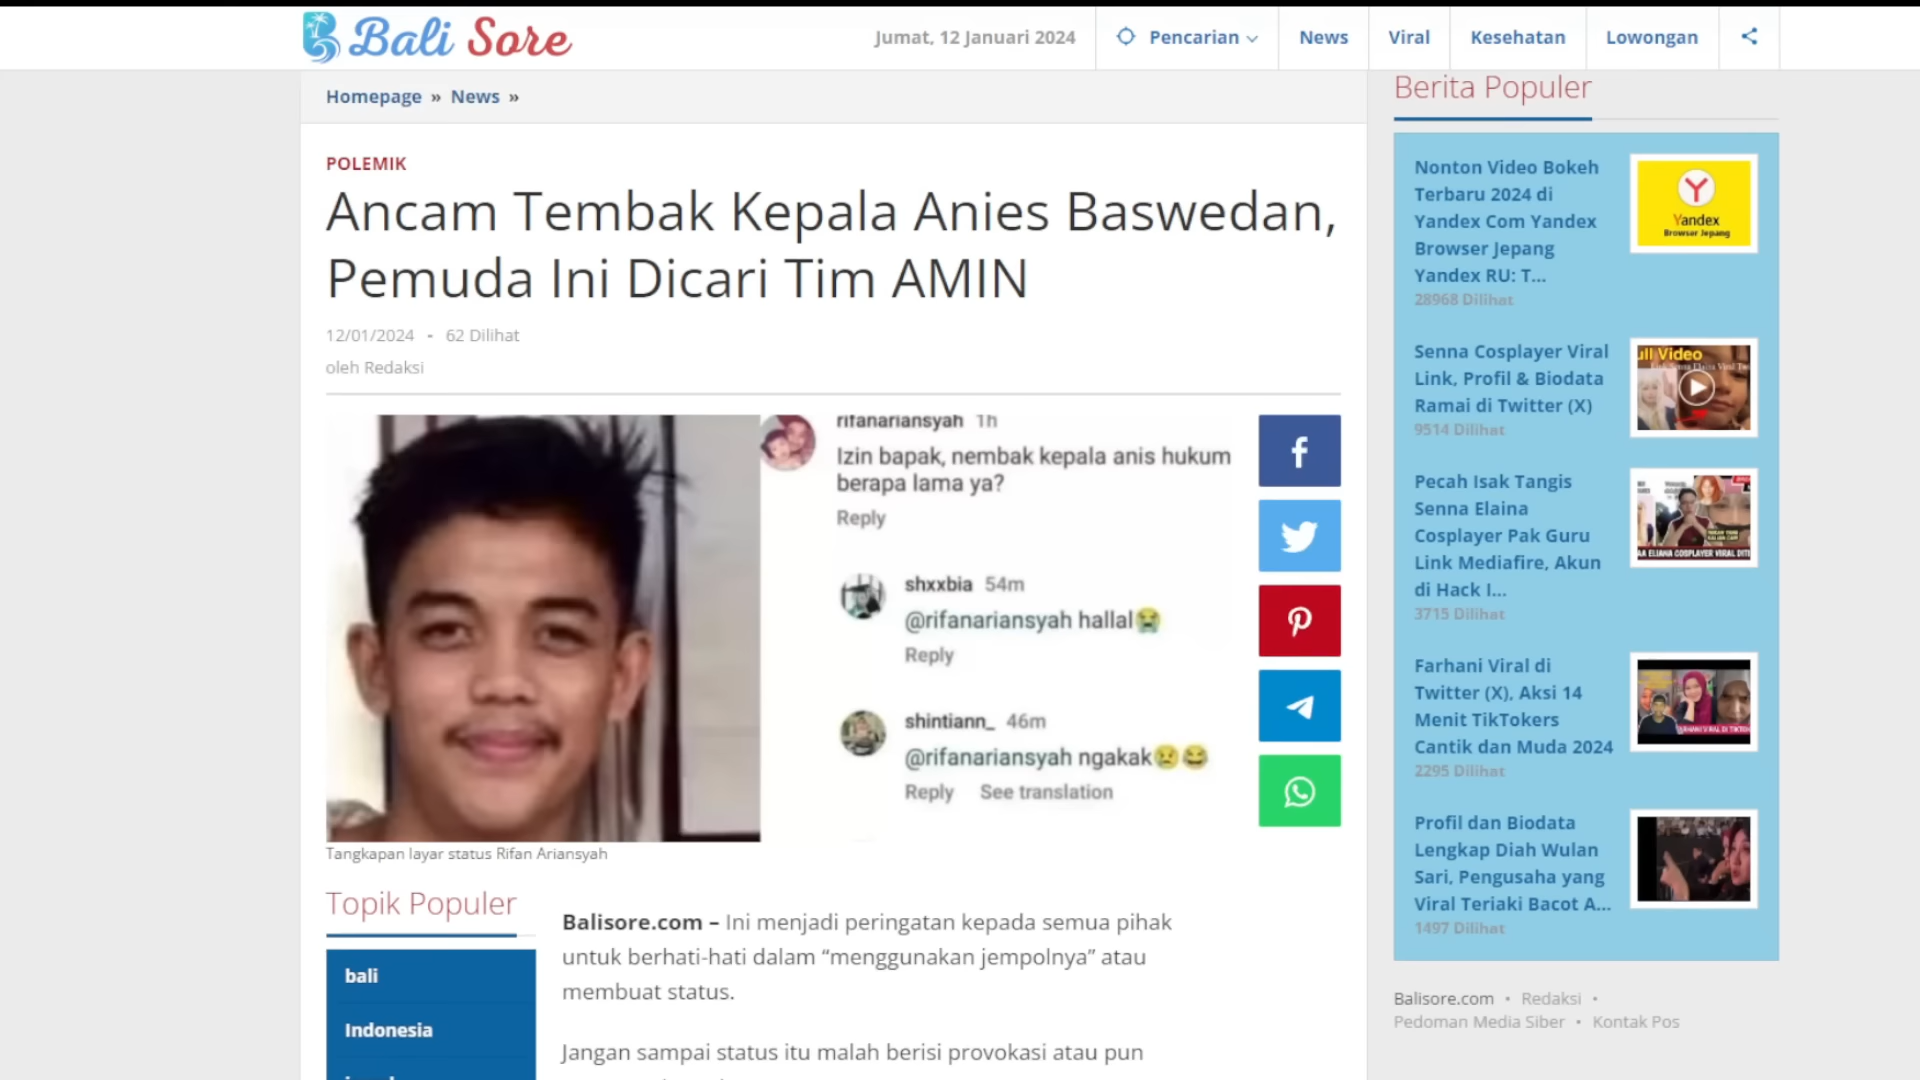 Bali Sore
Jumat, 12 Januari 2024
Pencarian
News
Viral
Kesehatan
Lowongan
Homepage » News »
POLEMIK
Ancam Tembak Kepala Anies Baswedan,
Pemuda Ini Dicari Tim AMIN
12/01/2024 - 62 Dilihat
oleh Redaksi
rifanariansyah 1h
Izin bapak, nembak kepala anis hukum
berapa lama ya?
Reply
shxxbia 54m
@rifanariansyah hallal😭
Reply
shintiann_ 46m
@rifanariansyah ngakak😢😂
Reply See translation
Tangkapan layar status Rifan Ariansyah
Topik Populer
bali
Indonesia
Balisore.com – Ini menjadi peringatan kepada semua pihak
untuk berhati-hati dalam “menggunakan jempolnya” atau
membuat status.
Jangan sampai status itu malah berisi provokasi atau pun
Berita Populer
Nonton Video Bokeh
Terbaru 2024 di
Yandex Com Yandex
Browser Jepang
Yandex RU: T...
28968 Dilihat
Yandex
Browser Jepang
Senna Cosplayer Viral
Link, Profil & Biodata
Ramai di Twitter (X)
9514 Dilihat
ull Video
Pecah Isak Tangis
Senna Elaina
Cosplayer Pak Guru
Link Mediafire, Akun
di Hack I...
3715 Dilihat
Farhani Viral di
Twitter (X), Aksi 14
Menit TikTokers
Cantik dan Muda 2024
2295 Dilihat
Profil dan Biodata
Lengkap Diah Wulan
Sari, Pengusaha yang
Viral Teriaki Bacot A...
1497 Dilihat
Balisore.com • Redaksi •
Pedoman Media Siber • Kontak Pos